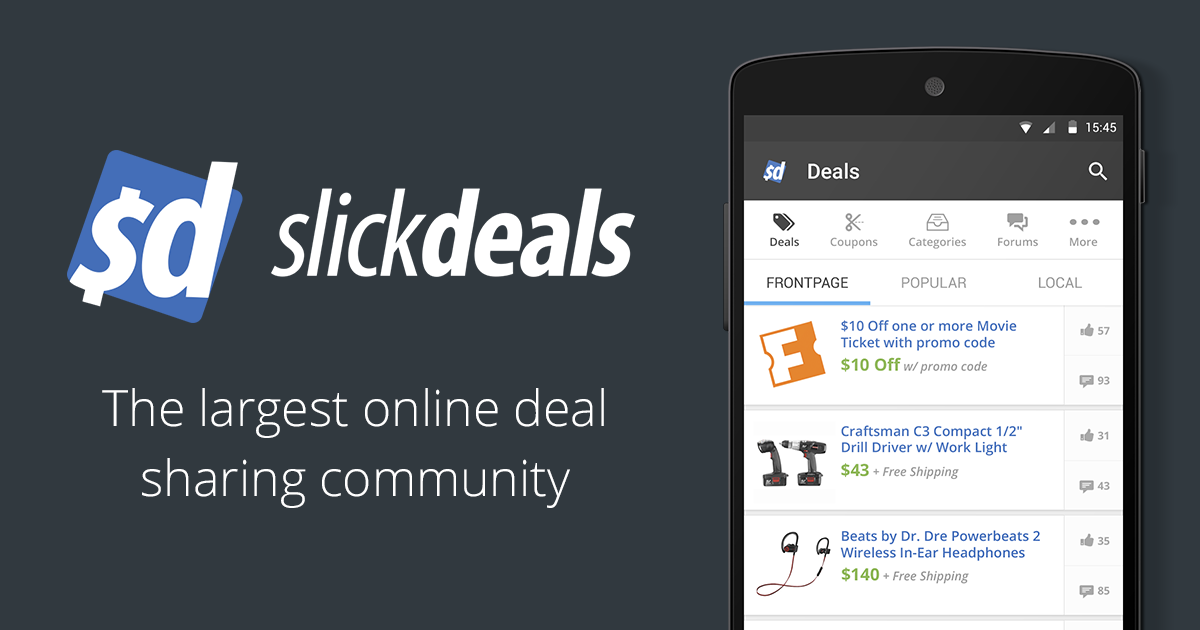 $d slickdeals
The largest online deal
sharing community
15:45
$d Deals
Deals Coupons Categories Forums More
FRONTPAGE POPULAR LOCAL
$10 Off one or more Movie
Ticket with promo code
$10 Off w/ promo code
57
93
Craftsman C3 Compact 1/2"
Drill Driver w/ Work Light
$43 + Free Shipping
31
43
Beats by Dr. Dre Powerbeats 2
Wireless In-Ear Headphones
$140 + Free Shipping
35
85